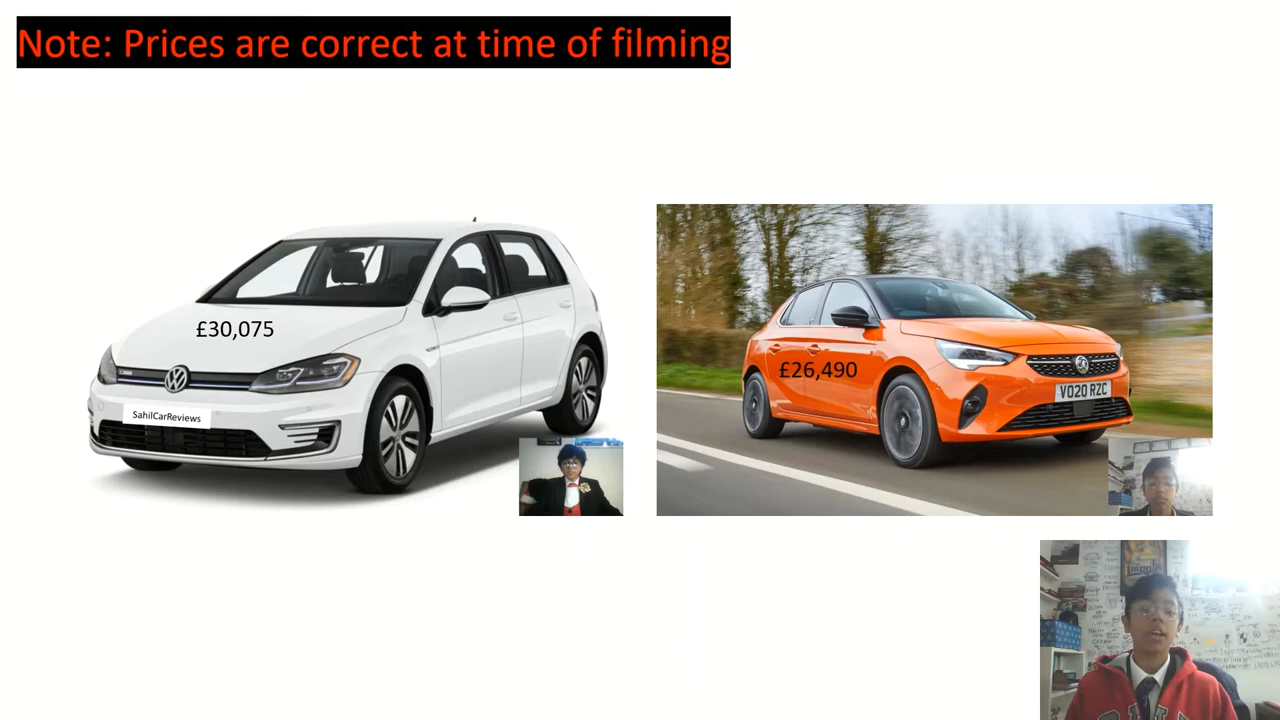 Note: Prices are correct at time of filming
£30,075
SahilCarReviews
£26,490
VO20 RZC